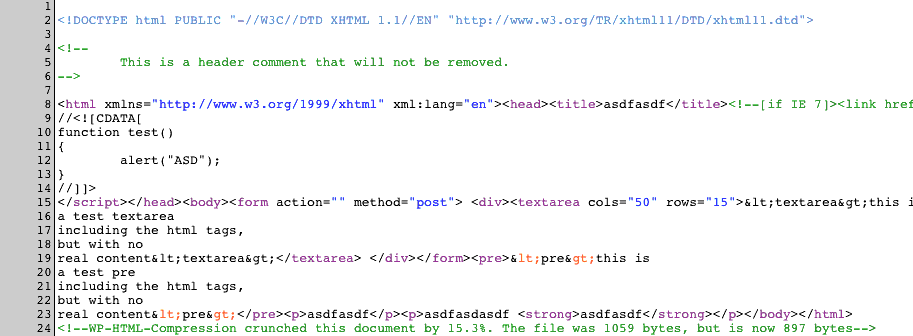 1
2 <!DOCTYPE html PUBLIC "-//W3C//DTD XHTML 1.1//EN" "http://www.w3.org/TR/xhtml11/DTD/xhtml11.dtd">
3
4 <!--
5 This is a header comment that will not be removed.
6 -->
7
8 <html xmlns="http://www.w3.org/1999/xhtml" xml:lang="en"><head><title>asdfasdf</title><!--[if IE 7]><link href
9 //<![CDATA[
10 function test()
11 {
12 alert("ASD");
13 }
14 //]]>
15 </script></head><body><form action="" method="post"> <div><textarea cols="50" rows="15">&lt;textarea&gt;this i
16 a test textarea
17 including the html tags,
18 but with no
19 real content&lt;textarea&gt;</textarea> </div></form><pre>&lt;pre&gt;this is
20 a test pre
21 including the html tags,
22 but with no
23 real content&lt;pre&gt;</pre><p>asdfasdf</p><p>asdfasdasdf <strong>asdfasdf</strong></p></body></html>
24 <!--WP-HTML-Compression crunched this document by 15.3%. The file was 1059 bytes, but is now 897 bytes-->